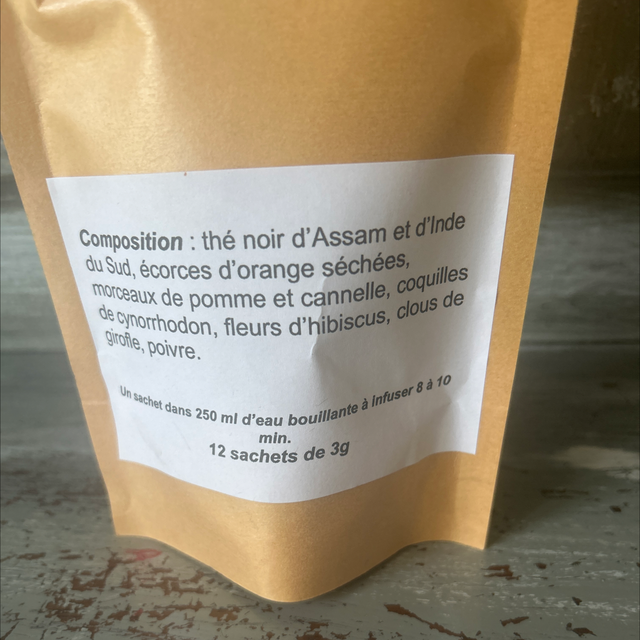 Composition : thé noir d'Assam et d'Inde
du Sud, écorces d'orange séchées,
morceaux de pomme et cannelle, coquilles
de cynorrhodon, fleurs d'hibiscus, clous de
girofle, poivre.
Un sachet dans 250 ml d'eau bouillante à infuser 8 à 10
min.
12 sachets de 3g